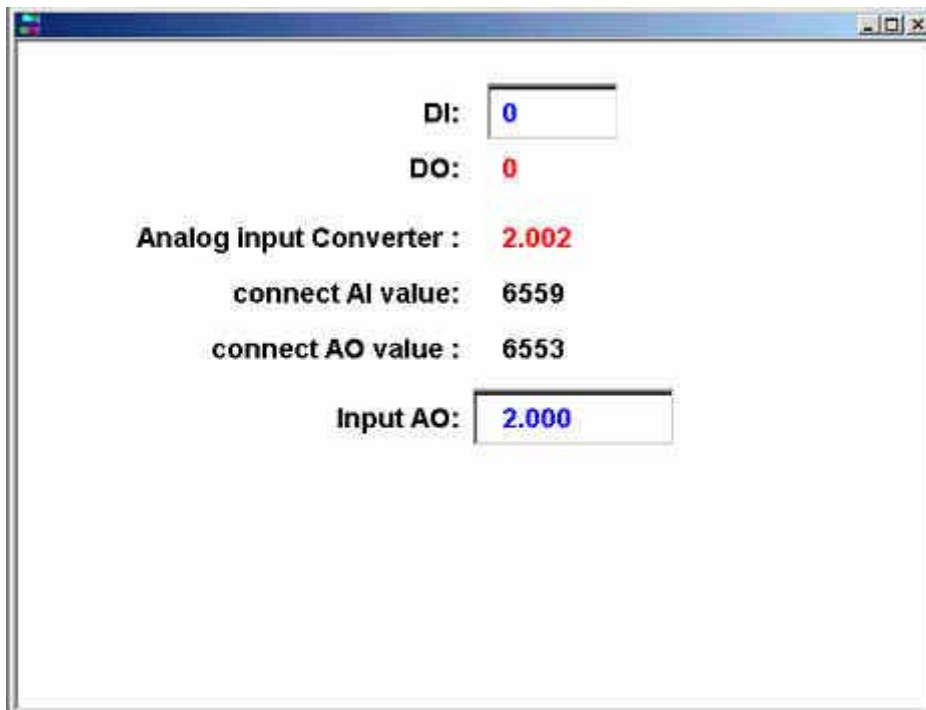 DI: 0
DO: 0
Analog input Converter : 2.002
connect AI value: 6559
connect AO value : 6553
Input AO: 2.000